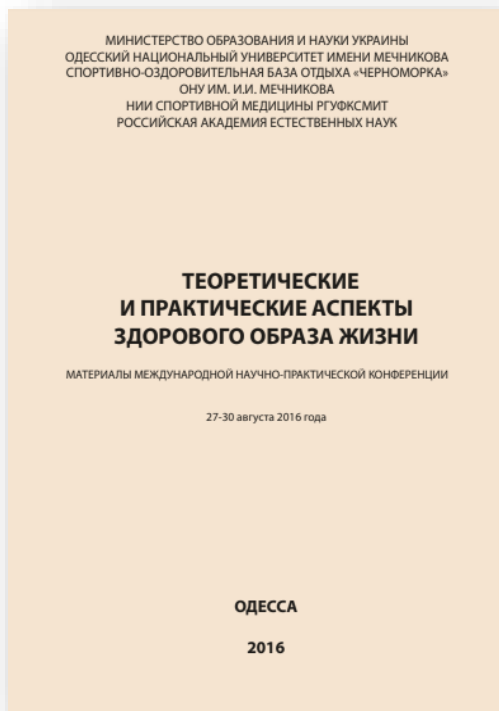 МИНИСТЕРСТВО ОБРАЗОВАНИЯ И НАУКИ УКРАИНЫ
ОДЕССКИЙ НАЦИОНАЛЬНЫЙ УНИВЕРСИТЕТ ИМЕНИ МЕЧНИКОВА
СПОРТИВНО-ОЗДОРОВИТЕЛЬНАЯ БАЗА ОТДЫХА «ЧЕРНОМОРКА»
ОНУ ИМ. И.И. МЕЧНИКОВА
НИИ СПОРТИВНОЙ МЕДИЦИНЫ РГУФКСМИТ
РОССИЙСКАЯ АКАДЕМИЯ ЕСТЕСТВЕННЫХ НАУК
ТЕОРЕТИЧЕСКИЕ
И ПРАКТИЧЕСКИЕ АСПЕКТЫ
ЗДОРОВОГО ОБРАЗА ЖИЗНИ
МАТЕРИАЛЫ МЕЖДУНАРОДНОЙ НАУЧНО-ПРАКТИЧЕСКОЙ КОНФЕРЕНЦИИ
27-30 августа 2016 года
ОДЕССА
2016